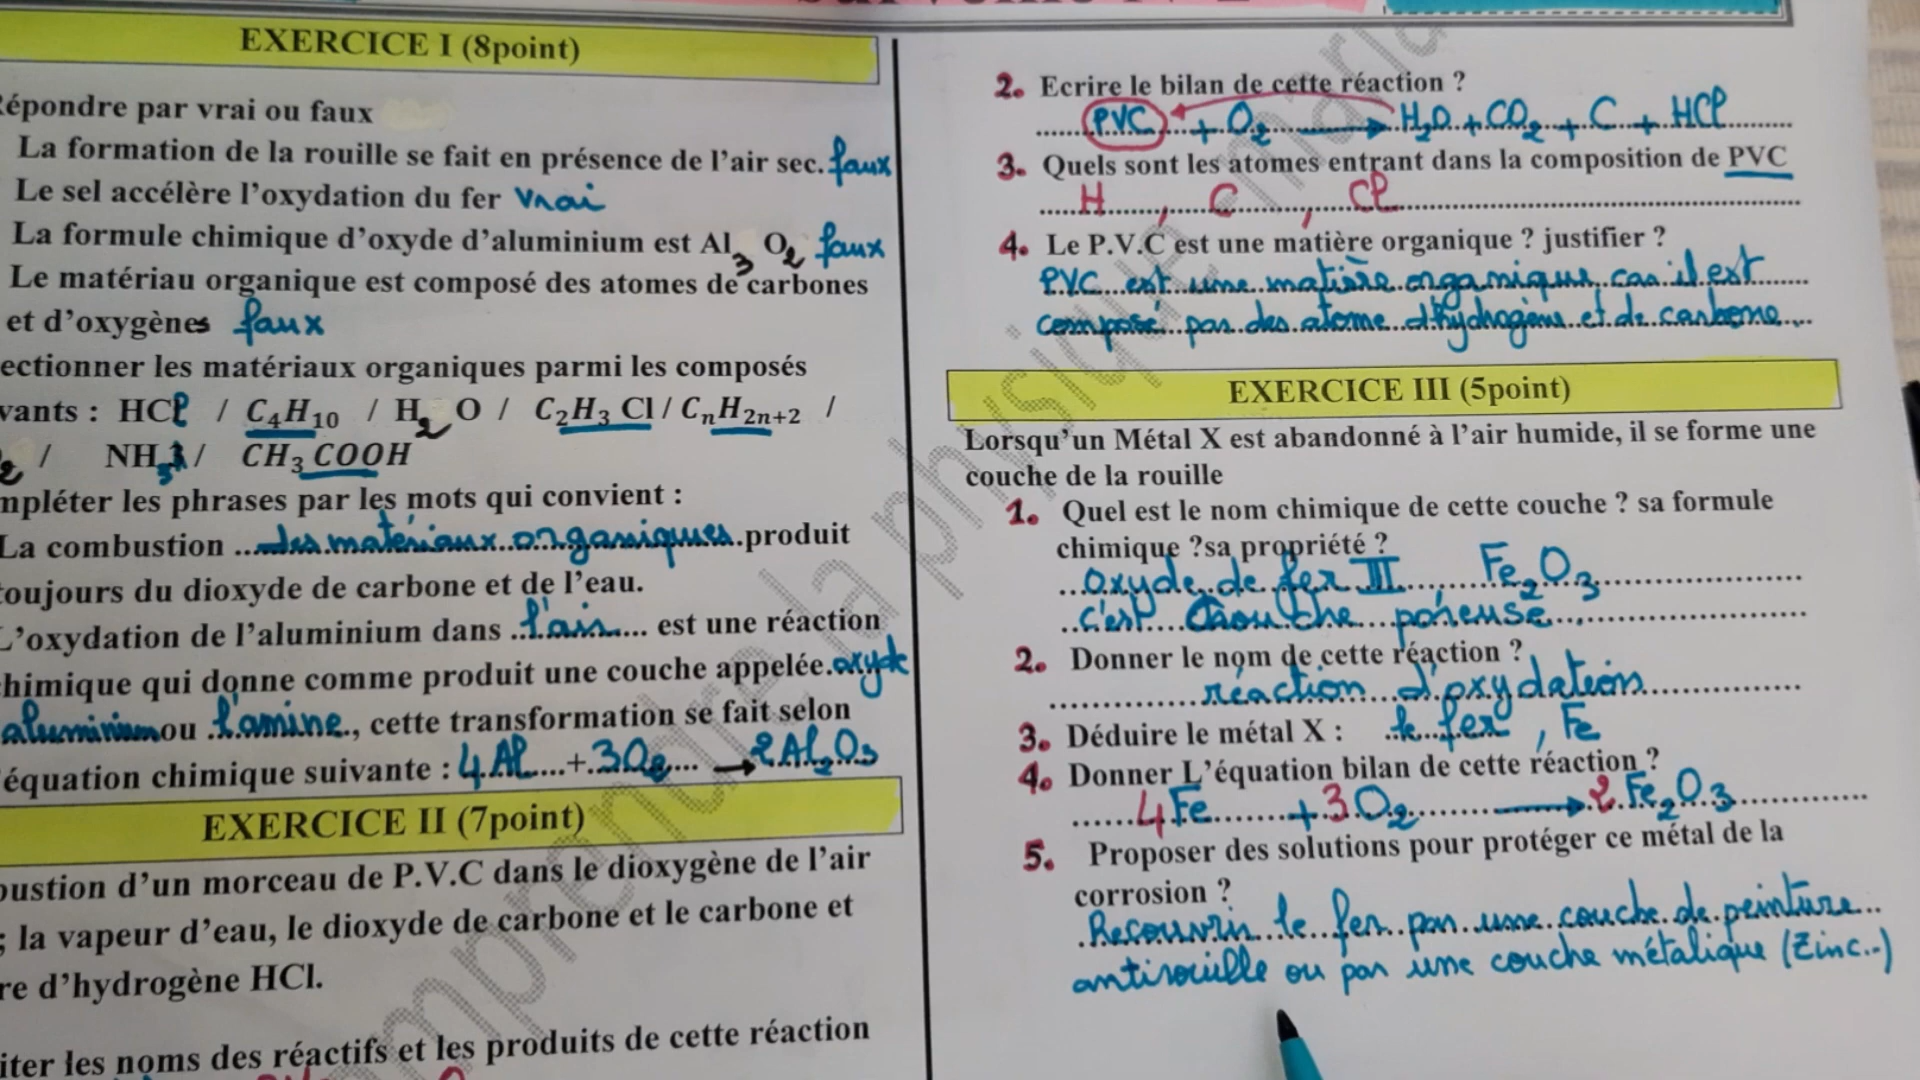 EXERCICE I (8point)
Répondre par vrai ou faux
La formation de la rouille se fait en présence de l'air sec. faux
Le sel accélère l'oxydation du fer vrai
La formule chimique d'oxyde d'aluminium est Al3 O2 faux
Le matériau organique est composé des atomes de carbones
et d'oxygènes faux
ectionner les matériaux organiques parmi les composés
vants : HCl / C4H10 / H2O / C2H3 Cl / CnH2n+2 /
2 / NH3 / CH3COOH
mpléter les phrases par les mots qui convient :
La combustion ...des matériaux organiques.produit
toujours du dioxyde de carbone et de l'eau.
L'oxydation de l'aluminium dans ...l'air.... est une réaction
chimique qui donne comme produit une couche appelée.oxyde
aluminium ou .l'amine., cette transformation se fait selon
équation chimique suivante : 4Al....+.3O2.... → 2Al2O3
EXERCICE II (7point)
bustion d'un morceau de P.V.C dans le dioxygène de l'air
; la vapeur d'eau, le dioxyde de carbone et le carbone et
re d'hydrogène HCl.
iter les noms des réactifs et les produits de cette réaction
2. Ecrire le bilan de cette réaction ?
PVC + O2 → H2O + CO2 + C + HCl
3. Quels sont les atomes entrant dans la composition de PVC
H , C , Cl
4. Le P.V.C est une matière organique ? justifier ?
PVC est une matière organique car il est
composé par des atome d'hydrogène et de carbone
EXERCICE III (5point)
Lorsqu'un Métal X est abandonné à l'air humide, il se forme une
couche de la rouille
1. Quel est le nom chimique de cette couche ? sa formule
chimique ?sa propriété ?
oxyde de fer III , Fe2O3
c'est couche poreuse
2. Donner le nom de cette réaction ?
réaction d'oxydation
3. Déduire le métal X : le fer , Fe
4. Donner L'équation bilan de cette réaction ?
4Fe + 3O2 → 2Fe2O3
5. Proposer des solutions pour protéger ce métal de la
corrosion ?
Recouvrir le fer par une couche de peinture
antirouille ou par une couche métalique (Zinc..)